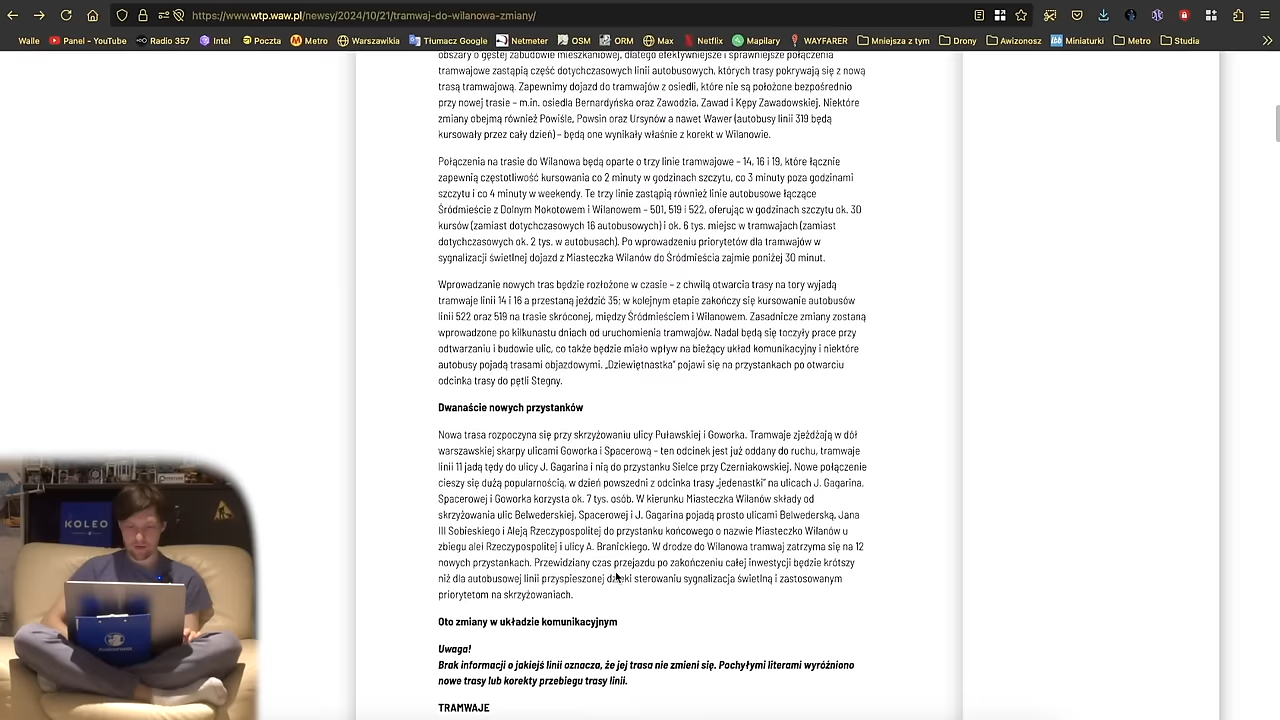 https://www.wtp.waw.pl/newsy/2024/10/21/tramwaj-do-wilanowa-zmiany/
Walle Panel - YouTube Radio 357 Intel Poczta Metro Warszawikia Tłumacz Google Netmeter OSM ORM Max Netflix Mapilary WAYFARER Mniejsza z tym Drony Awizonosz Miniaturki Metro Studia
obszary o gęstej zabudowie mieszkaniowej, dlatego efektywniejsze i sprawniejsze połączenia
tramwajowe zastąpią część dotychczasowych linii autobusowych, których trasy pokrywają się z nową
trasą tramwajową. Zapewnimy dojazd do tramwajów z osiedli, które nie są położone bezpośrednio
przy nowej trasie – m.in. osiedla Bernardyńska oraz Zawodzia, Zawad i Kępy Zawadowskiej. Niektóre
zmiany obejmą również Powiśle, Powsin oraz Ursynów a nawet Wawer (autobusy linii 319 będą
kursowały przez cały dzień) – będą one wynikały właśnie z korekt w Wilanowie.
Połączenia na trasie do Wilanowa będą oparte o trzy linie tramwajowe – 14, 16 i 19, które łącznie
zapewnią częstotliwość kursowania co 2 minuty w godzinach szczytu, co 3 minuty poza godzinami
szczytu i co 4 minuty w weekendy. Te trzy linie zastąpią również linie autobusowe łączące
Śródmieście z Dolnym Mokotowem i Wilanowem – 501, 519 i 522, oferując w godzinach szczytu ok. 30
kursów (zamiast dotychczasowych 16 autobusowych) i ok. 6 tys. miejsc w tramwajach (zamiast
dotychczasowych ok. 2 tys. w autobusach). Po wprowadzeniu priorytetów dla tramwajów w
sygnalizacji świetlnej dojazd z Miasteczka Wilanów do Śródmieścia zajmie poniżej 30 minut.
Wprowadzanie nowych tras będzie rozłożone w czasie – z chwilą otwarcia trasy na tory wyjadą
tramwaje linii 14 i 16 a przestaną jeździć 35; w kolejnym etapie zakończy się kursowanie autobusów
linii 522 oraz 519 na trasie skróconej, między Śródmieściem i Wilanowem. Zasadnicze zmiany zostaną
wprowadzone po kilkunastu dniach od uruchomienia tramwajów. Nadal będą się toczyły prace przy
odtwarzaniu i budowie ulic, co także będzie miało wpływ na bieżący układ komunikacyjny i niektóre
autobusy pojadą trasami objazdowymi. „Dziewiętnastka” pojawi się na przystankach po otwarciu
odcinka trasy do pętli Stegny.
Dwanaście nowych przystanków
Nowa trasa rozpoczyna się przy skrzyżowaniu ulicy Puławskiej i Goworka. Tramwaje zjeżdżają w dół
warszawskiej skarpy ulicami Goworka i Spacerową – ten odcinek jest już oddany do ruchu, tramwaje
linii 11 jadą tędy do ulicy J. Gagarina i nią do przystanku Sielce przy Czerniakowskiej. Nowe połączenie
cieszy się dużą popularnością, w dzień powszedni z odcinka trasy „jedenastki” na ulicach J. Gagarina,
Spacerowej i Goworka korzysta ok. 7 tys. osób. W kierunku Miasteczka Wilanów składy od
skrzyżowania ulic Belwederskiej, Spacerowej i J. Gagarina pojadą prosto ulicami Belwederską, Jana
III Sobieskiego i Aleją Rzeczypospolitej do przystanku końcowego o nazwie Miasteczko Wilanów u
zbiegu alei Rzeczypospolitej i ulicy A. Branickiego. W drodze do Wilanowa tramwaj zatrzyma się na 12
nowych przystankach. Przewidziany czas przejazdu po zakończeniu całej inwestycji będzie krótszy
niż dla autobusowej linii przyspieszonej dzięki sterowaniu sygnalizacja świetlną i zastosowanym
priorytetom na skrzyżowaniach.
Oto zmiany w układzie komunikacyjnym
Uwaga!
Brak informacji o jakiejś linii oznacza, że jej trasa nie zmieni się. Pochyłymi literami wyróżniono
nowe trasy lub korekty przebiegu trasy linii.
TRAMWAJE
KOLEO